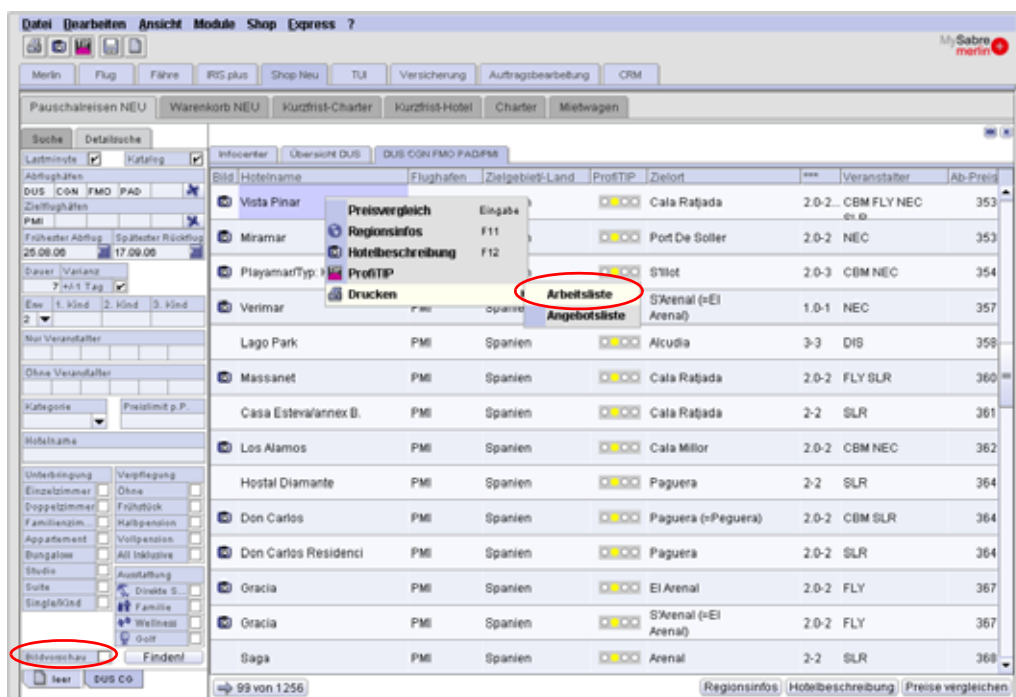 Datei Bearbeiten Ansicht Module Shop Express ?
MySabre
merlin
Merlin Flug Fähre IRIS.plus Shop Neu TUI Versicherung Auftragsbearbeitung CRM
Pauschalreisen NEU Warenkorb NEU Kurzfrist-Charter Kurzfrist-Hotel Charter Mietwagen
Suche Detailsuche
Infocenter Übersicht DUS DUS CGN FMO PAD/PMI
Lastminute Katalog
Abflughäfen
DUS CGN FMO PAD
Zielflughäfen
PMI
Frühester Abflug Spätester Rückflug
25.08.06 17.09.06
Dauer Varianz
7 +/-1 Tag
Erw 1. Kind 2. Kind 3. Kind
2
Nur Veranstalter
Ohne Veranstalter
Kategorie Preislimit p.P.
Hotelname
Unterbringung Verpflegung
Einzelzimmer Ohne
Doppelzimmer Frühstück
Familienzim... Halbpension
Appartement Vollpension
Bungalow All Inklusive
Studio Ausstattung
Suite Direkte S...
Single/Kind Familie
Wellness
Golf
Bildvorschau Finden!
leer DUS CG
Bild Hotelname Flughafen Zielgebiet/-Land ProfiTIP Zielort *** Veranstalter Ab-Preis
Vista Pinar Cala Ratjada 2.0-2... CBM FLY NEC 353
Miramar Port De Soller 2.0-2 NEC 353
Playamar/Typ: S'Illot 2.0-3 CBM NEC 354
Verimar PMI S'Arenal (=El Arenal) 1.0-1 NEC 357
Lago Park PMI Spanien Alcudia 3-3 DIS 358
Massanet PMI Spanien Cala Ratjada 2.0-2 FLY SLR 360
Casa Esteva/annex B. PMI Spanien Cala Ratjada 2-2 SLR 361
Los Alamos PMI Spanien Cala Millor 2.0-2 CBM NEC 362
Hostal Diamante PMI Spanien Paguera 2-2 SLR 364
Don Carlos PMI Spanien Paguera (=Peguera) 2.0-2 CBM SLR 364
Don Carlos Residenci PMI Spanien Paguera 2.0-2 SLR 364
Gracia PMI Spanien El Arenal 2.0-2 FLY 367
Gracia PMI Spanien S'Arenal (=El Arenal) 2.0-2 FLY 367
Saga PMI Spanien Arenal 2-2 SLR 368
Preisvergleich Eingabe
Regionsinfos F11
Hotelbeschreibung F12
ProfiTIP
Drucken
Arbeitsliste
Angebotsliste
99 von 1256 Regionsinfos Hotelbeschreibung Preise vergleichen